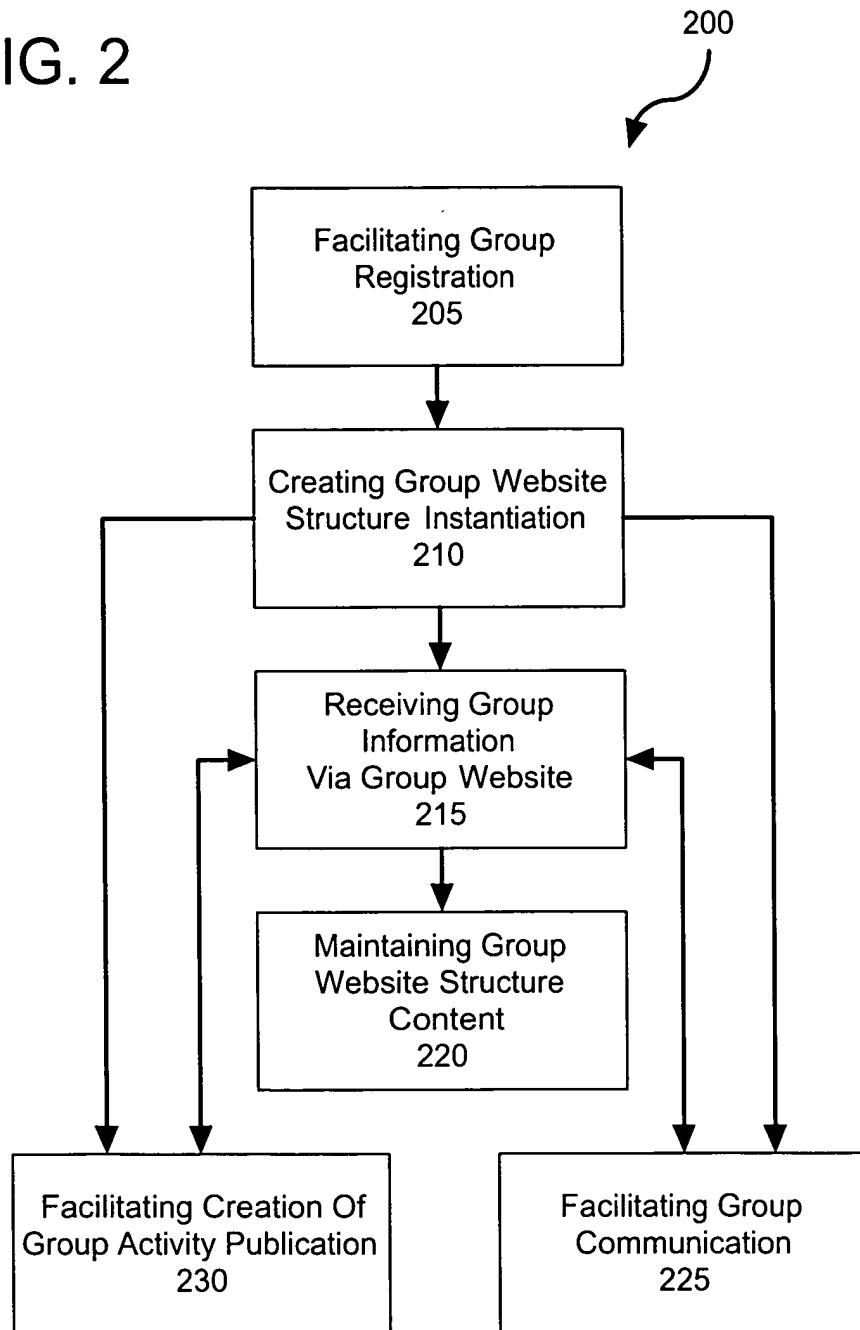 IG. 2
200
Facilitating Group
Registration
205
Creating Group Website
Structure Instantiation
210
Receiving Group
Information
Via Group Website
215
Maintaining Group
Website Structure
Content
220
Facilitating Creation Of
Group Activity Publication
230
Facilitating Group
Communication
225